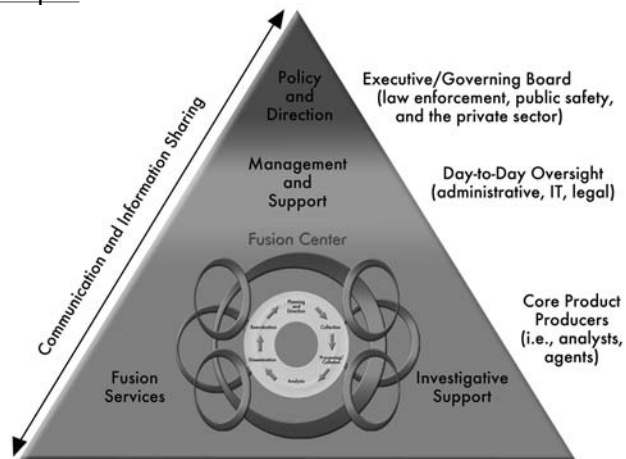 Policy
and
Direction
Executive/Governing Board
(law enforcement, public safety,
and the private sector)
Communication and Information Sharing
Management
and
Support
Day-to-Day Oversight
(administrative, IT, legal)
Fusion Center
Planning
and
Direction
Collection
Processing/
Collation
Analysis
Dissemination
Reevaluation
Core Product
Producers
(i.e., analysts,
agents)
Fusion
Services
Investigative
Support